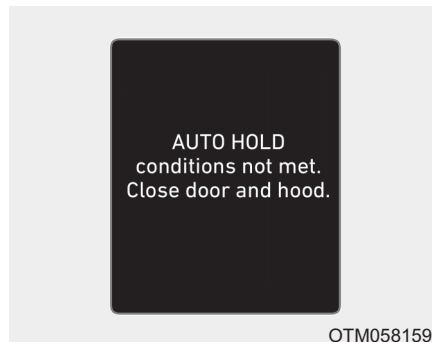 AUTO HOLD
conditions not met.
Close door and hood.
OTM058159